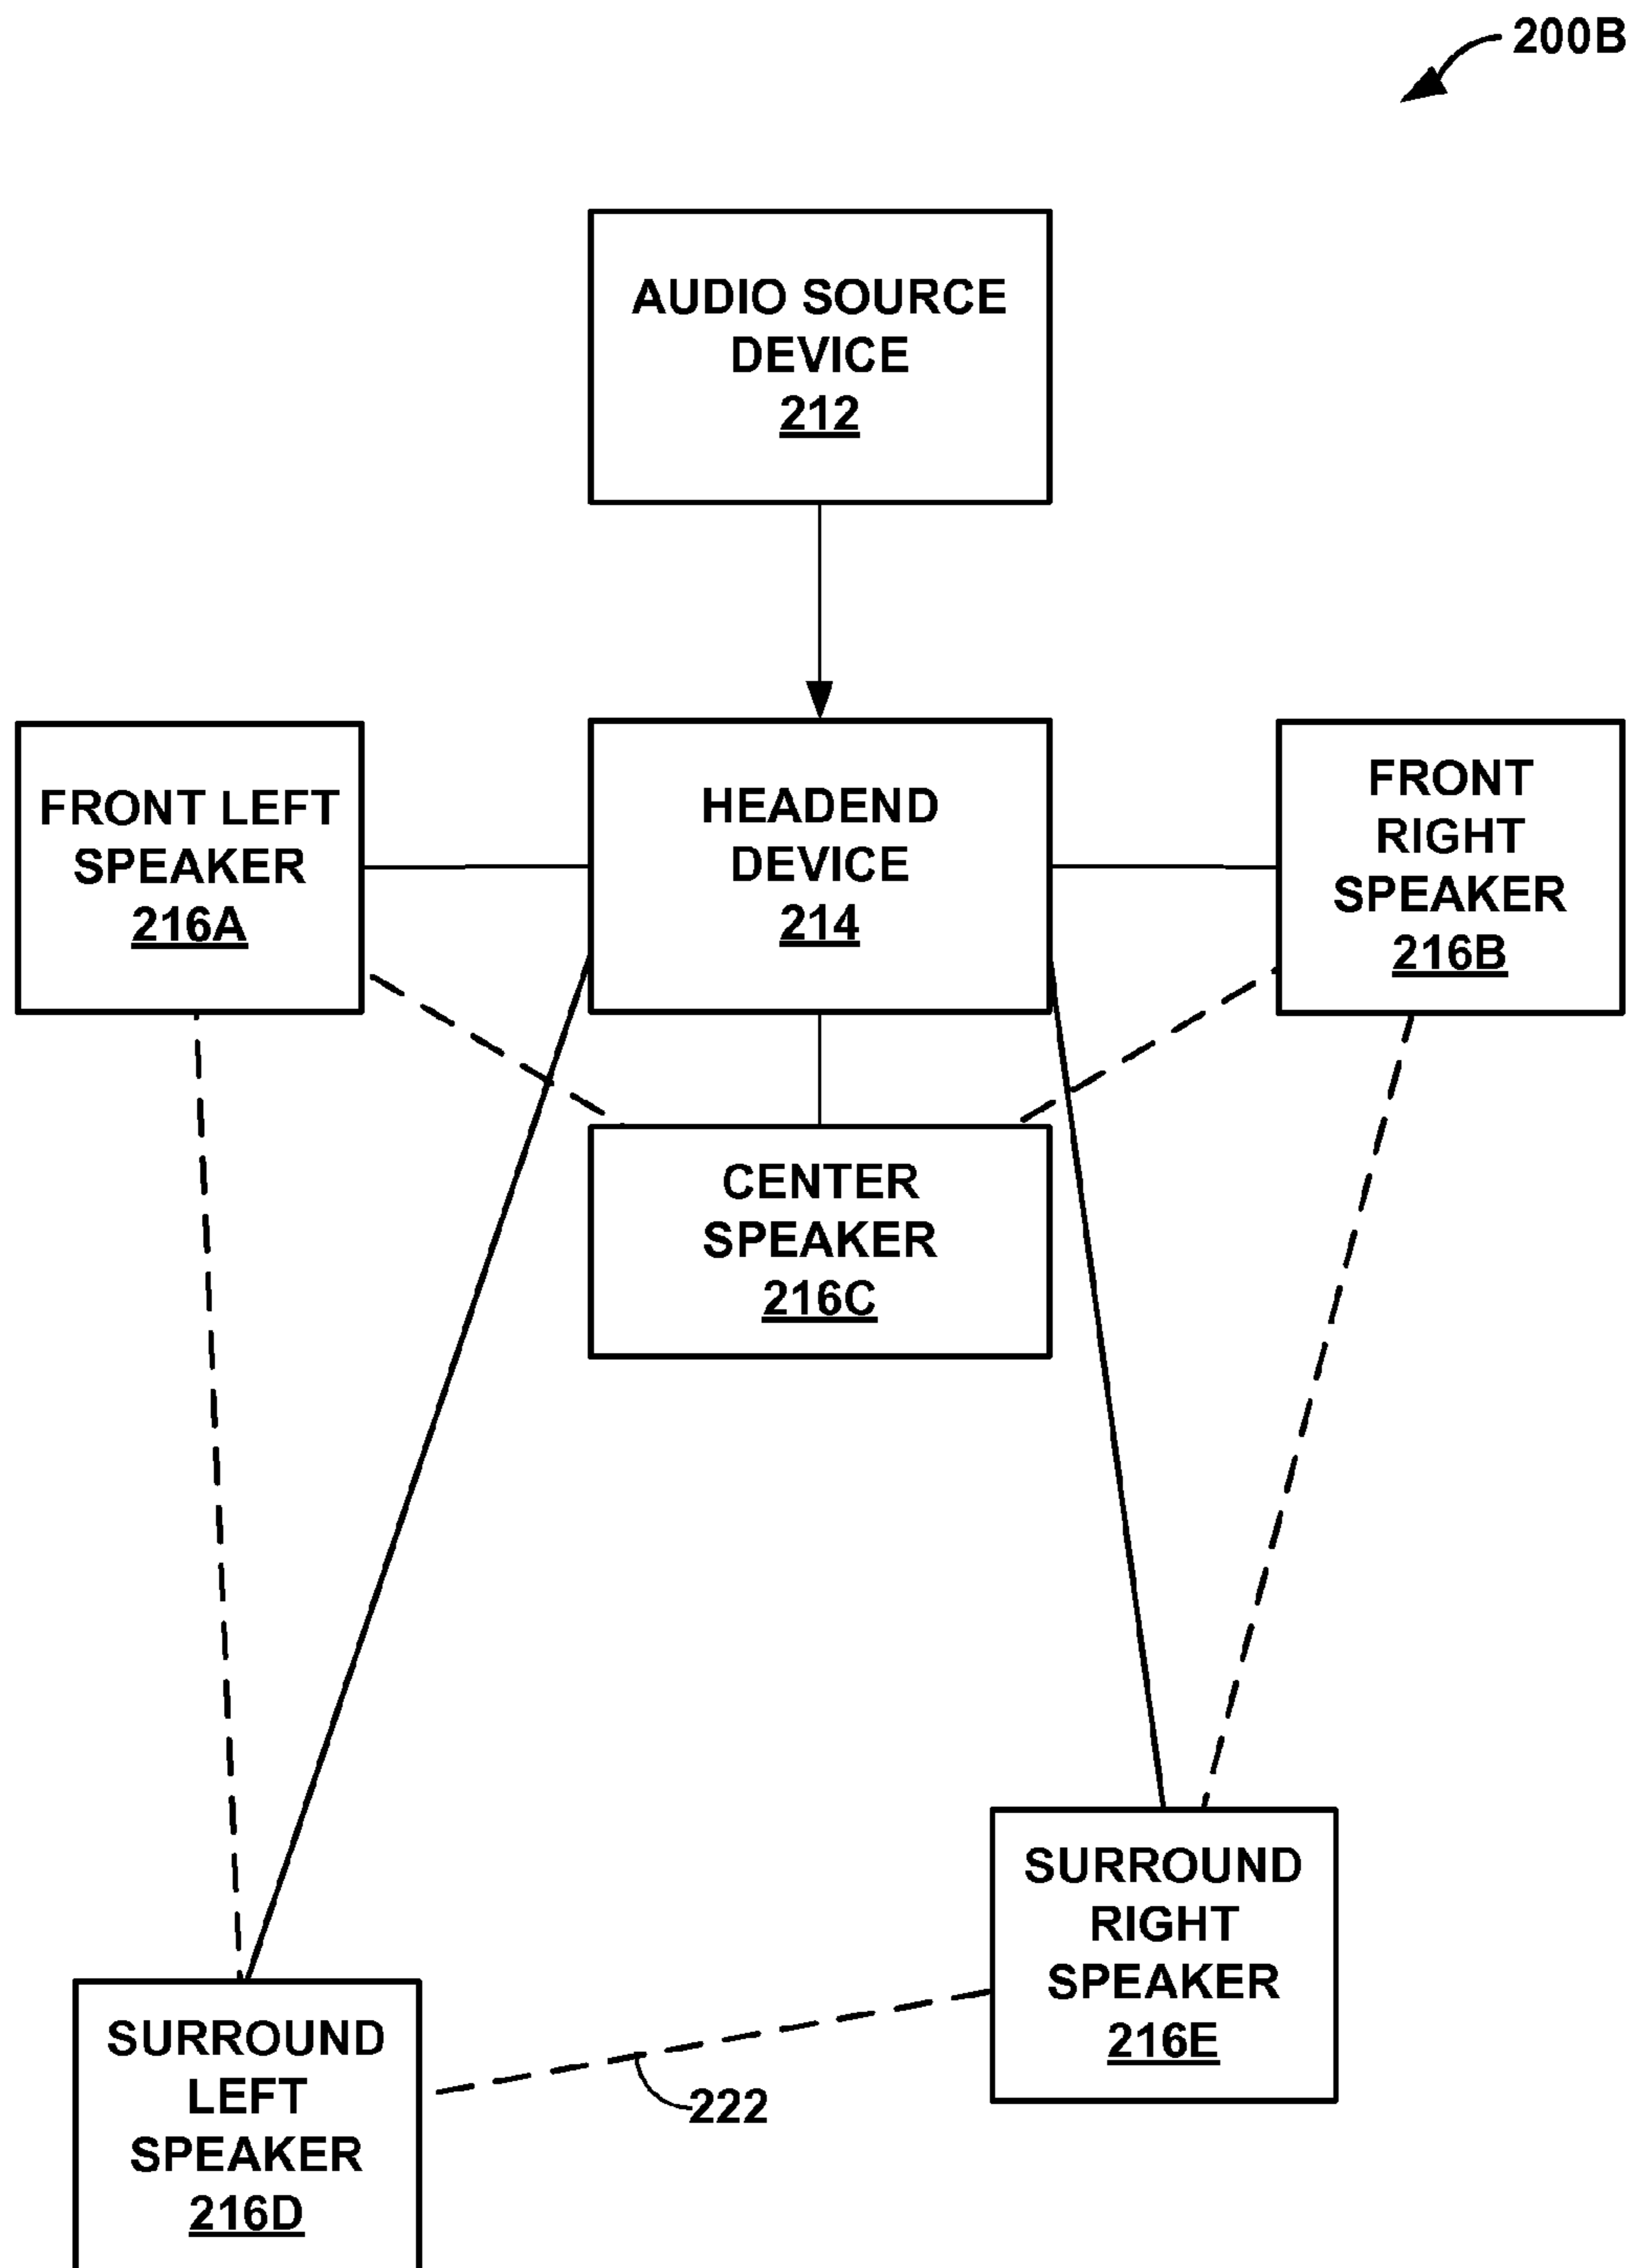 200B
AUDIO SOURCE
DEVICE
212
FRONT LEFT
SPEAKER
216A
HEADEND
DEVICE
214
FRONT
RIGHT
SPEAKER
216B
CENTER
SPEAKER
216C
SURROUND
RIGHT
SPEAKER
216E
SURROUND
LEFT
SPEAKER
216D
222